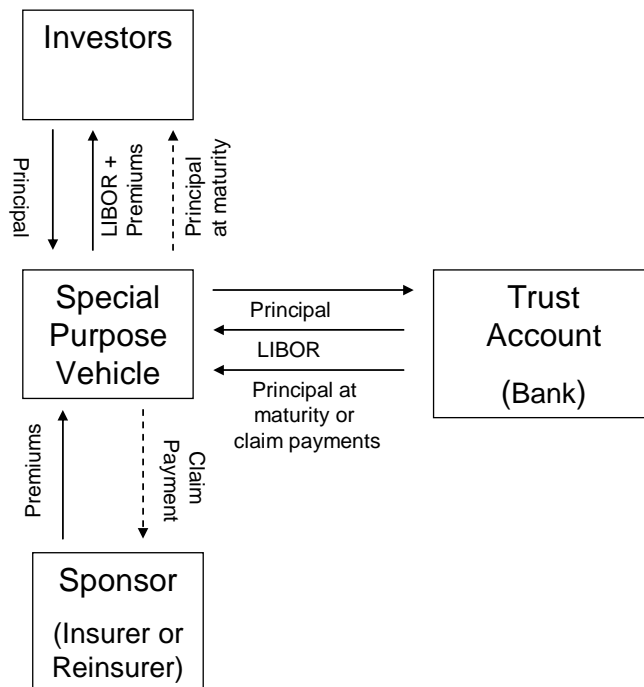 Investors
Principal
LIBOR +
Premiums
Principal
at maturity
Special
Purpose
Vehicle
Principal
LIBOR
Principal at
maturity or
claim payments
Trust
Account
(Bank)
Premiums
Claim
Payment
Sponsor
(Insurer or
Reinsurer)